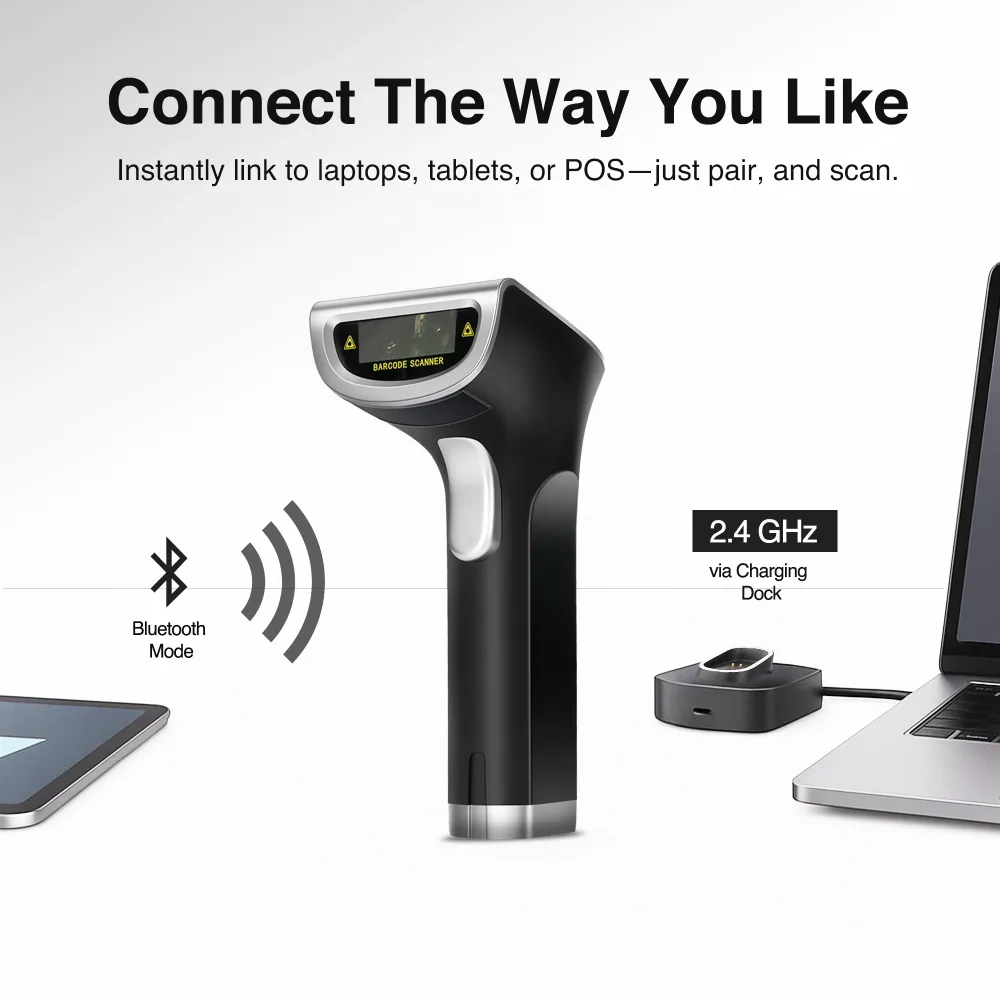 Connect The Way You Like
Instantly link to laptops, tablets, or POS—just pair, and scan.
BARCODE SCANNER
2.4 GHz
via Charging
Dock
Bluetooth
Mode